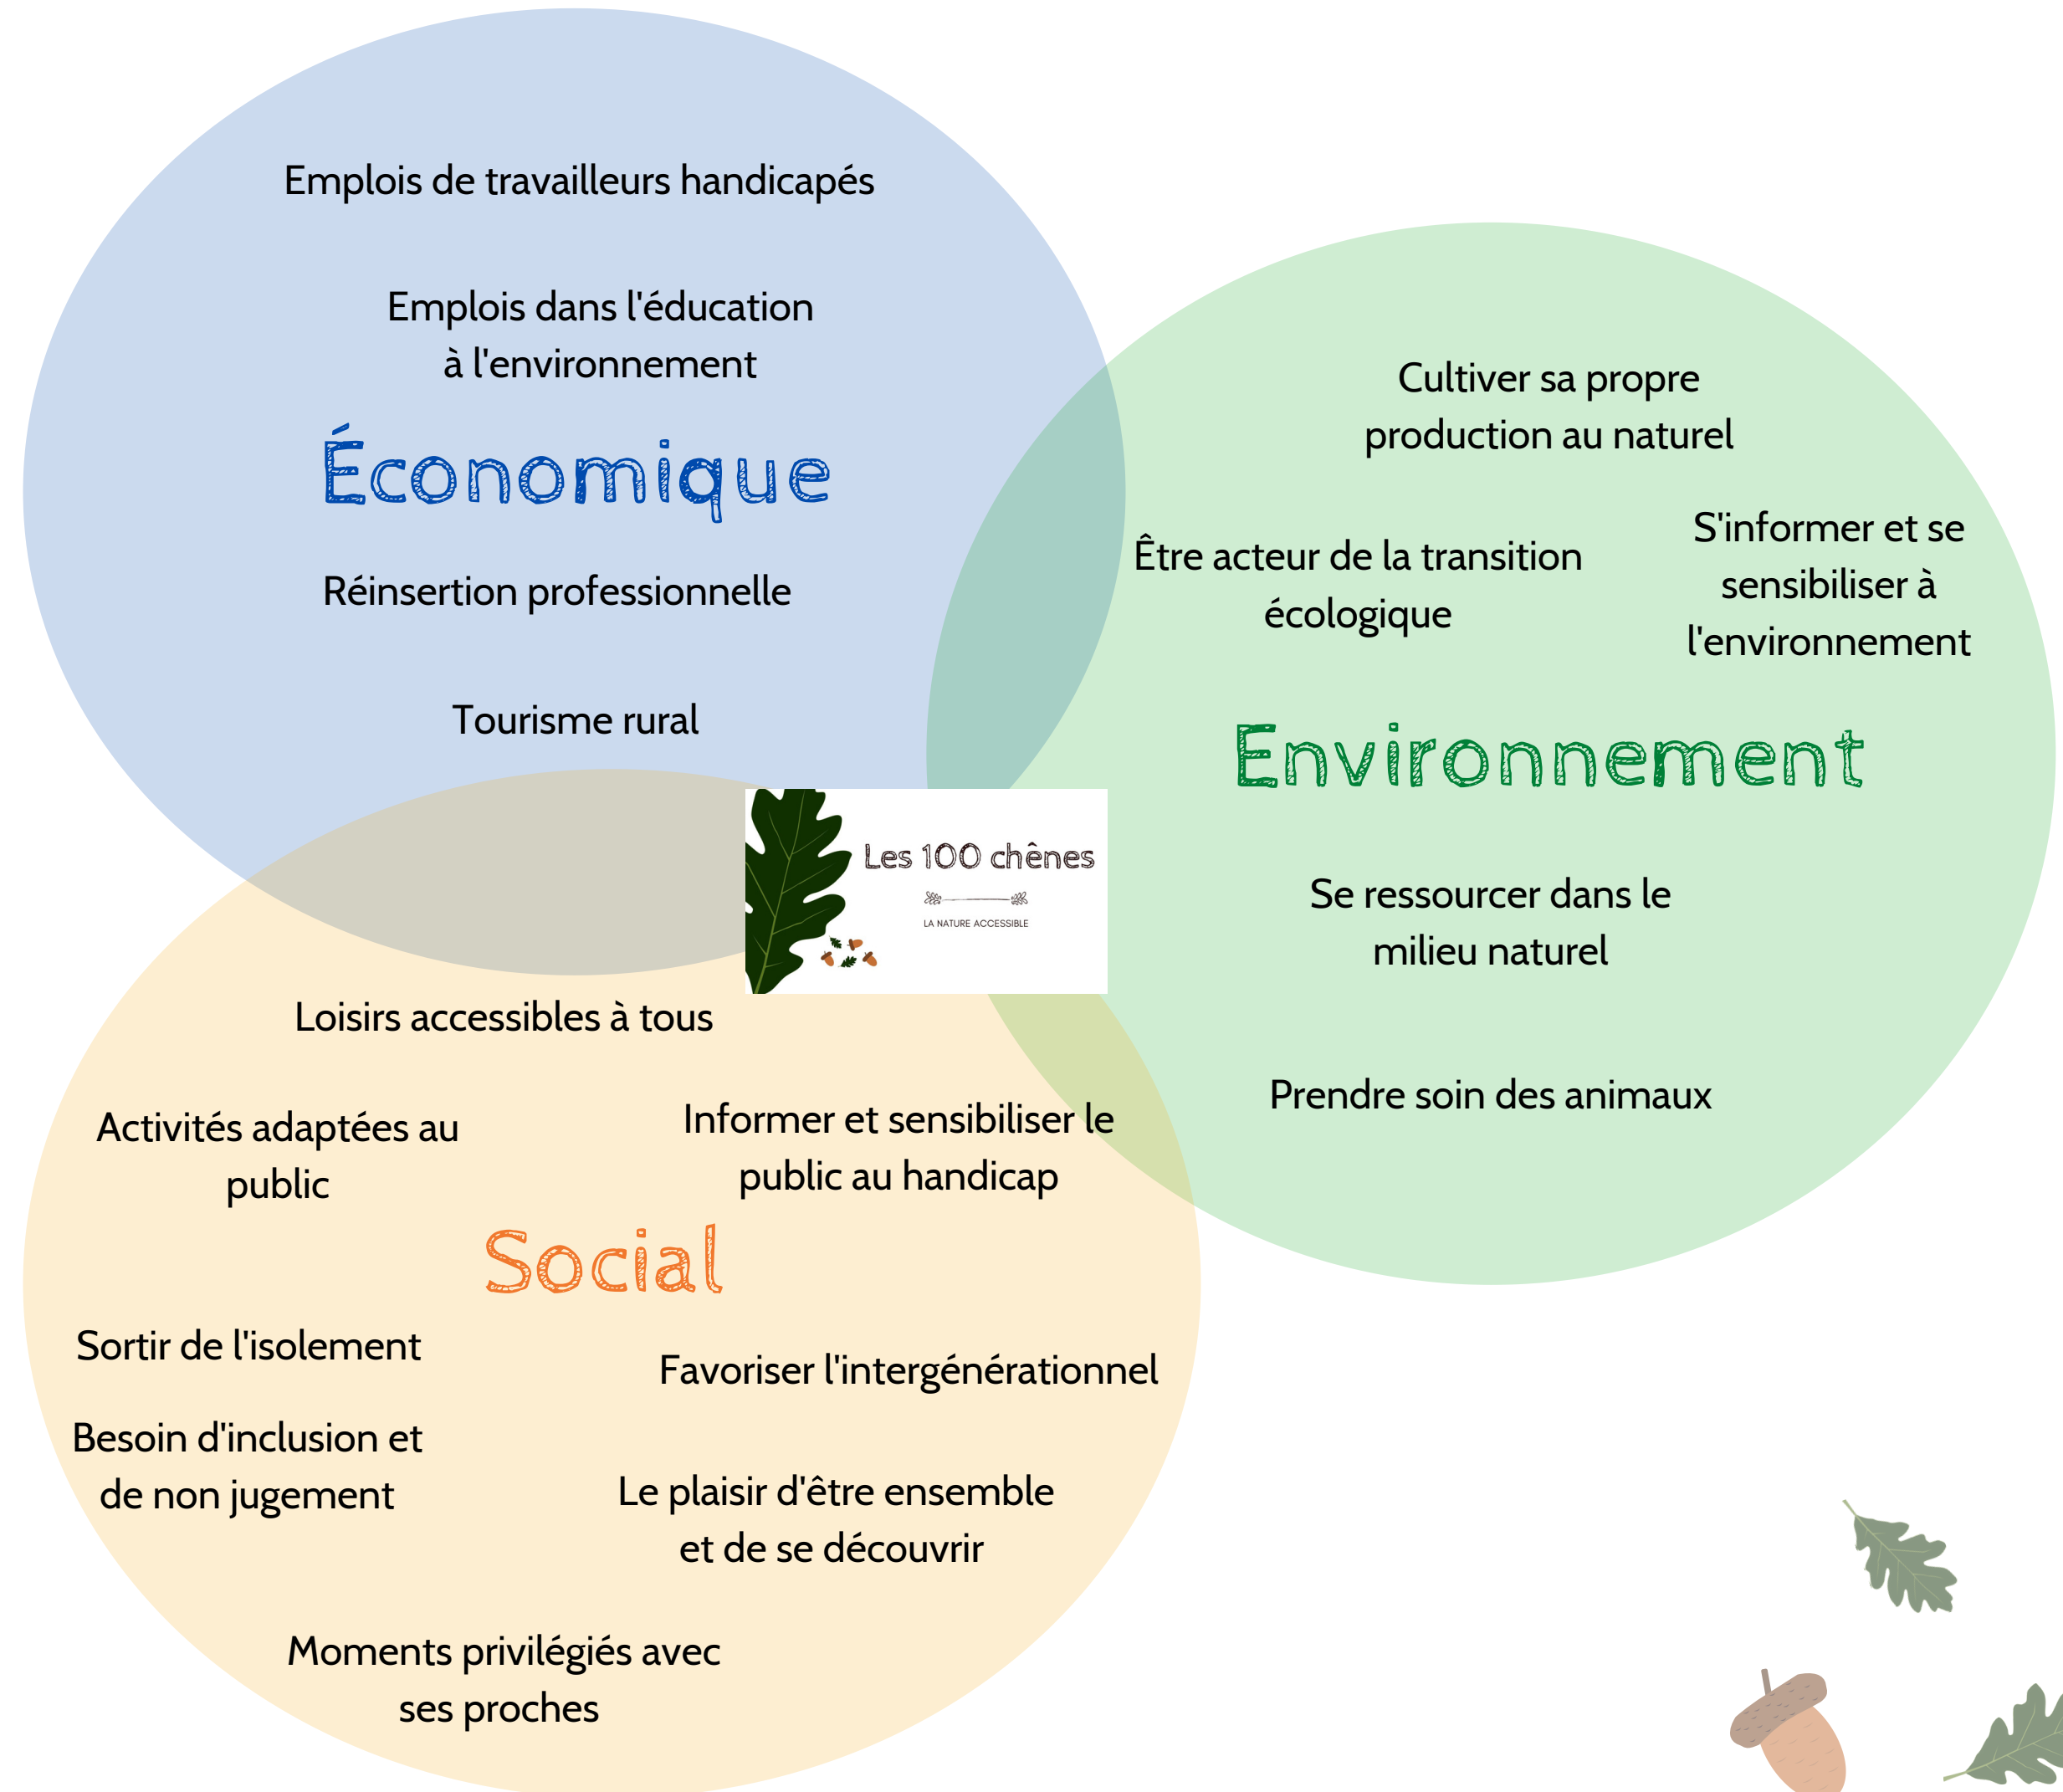 Emplois de travailleurs handicapés
Emplois dans l'éducation
à l'environnement
Économique
Réinsertion professionnelle
Tourisme rural
Cultiver sa propre
production au naturel
Être acteur de la transition
écologique
S'informer et se
sensibiliser à
l'environnement
Environnement
Se ressourcer dans le
milieu naturel
Prendre soin des animaux
Les 100 chênes
LA NATURE ACCESSIBLE
Loisirs accessibles à tous
Activités adaptées au
public
Informer et sensibiliser le
public au handicap
Social
Sortir de l'isolement
Favoriser l'intergénérationnel
Besoin d'inclusion et
de non jugement
Le plaisir d'être ensemble
et de se découvrir
Moments privilégiés avec
ses proches